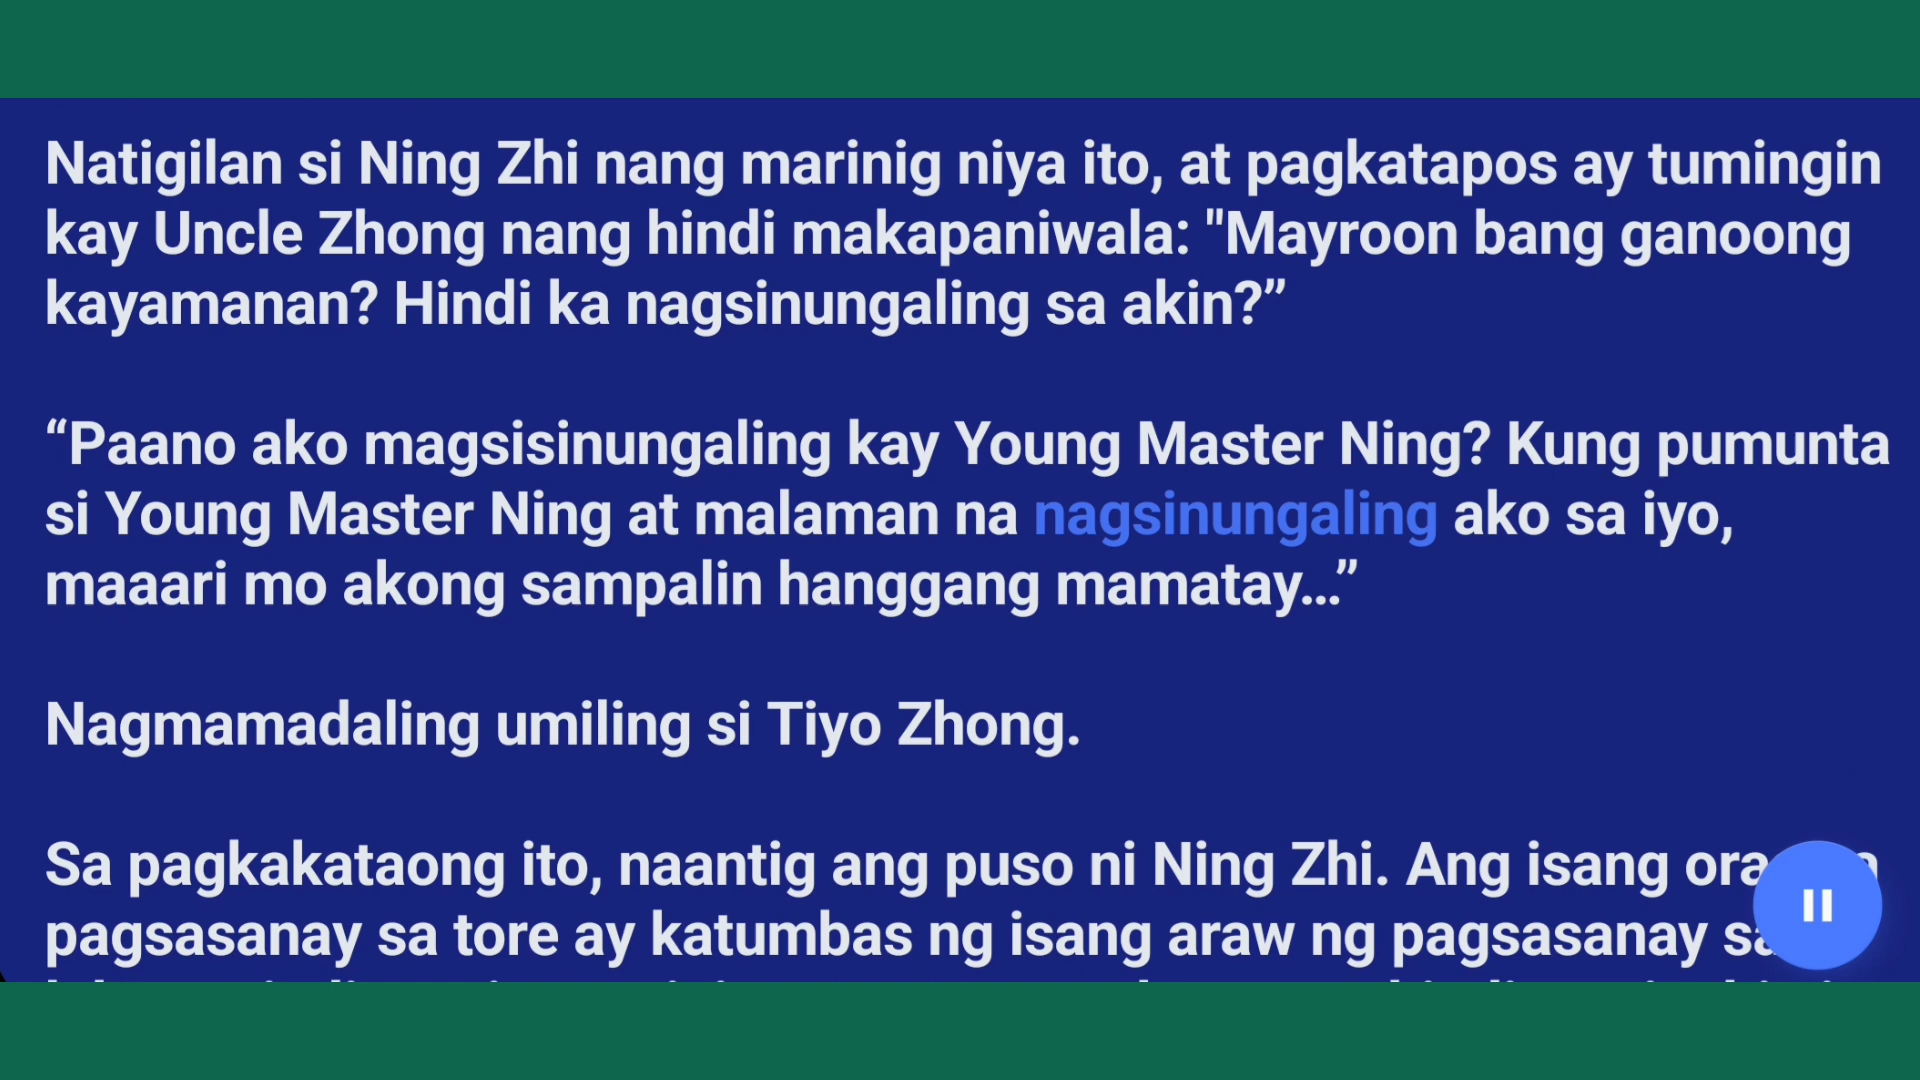 Natigilan si Ning Zhi nang marinig niya ito, at pagkatapos ay tumingin
kay Uncle Zhong nang hindi makapaniwala: "Mayroon bang ganoong
kayamanan? Hindi ka nagsinungaling sa akin?”
“Paano ako magsisinungaling kay Young Master Ning? Kung pumunta
si Young Master Ning at malaman na nagsinungaling ako sa iyo,
maaari mo akong sampalin hanggang mamatay…”
Nagmamadaling umiling si Tiyo Zhong.
Sa pagkakataong ito, naantig ang puso ni Ning Zhi. Ang isang
pagsasanay sa tore ay katumbas ng isang araw ng pagsasanay